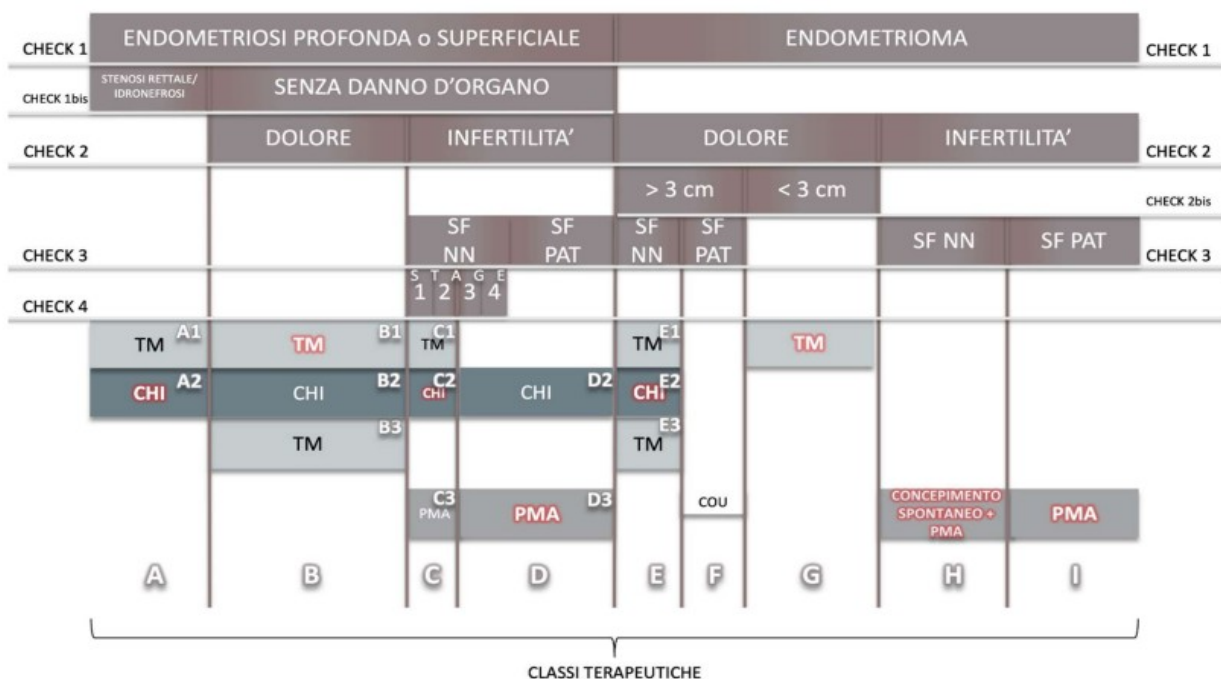 CHECK 1 ENDOMETRIOSI PROFONDA o SUPERFICIALE ENDOMETRIOMA CHECK 1
STENOSI RETTALE/
IDRONEFROSI
CHECK 1bis SENZA DANNO D'ORGANO
CHECK 2 DOLORE INFERTILITA' DOLORE INFERTILITA' CHECK 2
> 3 cm < 3 cm CHECK 2bis
SF SF SF SF
CHECK 3 NN PAT NN PAT SF NN SF PAT CHECK 3
S T A G E
CHECK 4 1 2 3 4
TM A1 TM B1 TM C1 TM E1 TM
CHI A2 CHI B2 CHI C2 CHI D2 CHI E2
TM B3 TM E3
PMA C3 PMA D3 COU CONCEPIMENTO
SPONTANEO +
PMA PMA
A B C D E F G H I
CLASSI TERAPEUTICHE